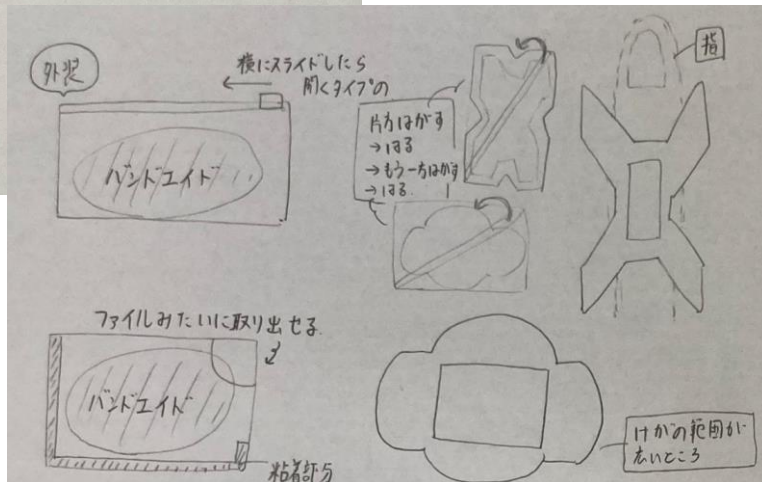 外装
横にスライドしたら
開くタイプの
バンドエイド
片方はがす
→はる
→もう一方はがす
→はる
指
ファイルみたいに取り出せる
バンドエイド
粘着部分
けがの範囲が
広いところ